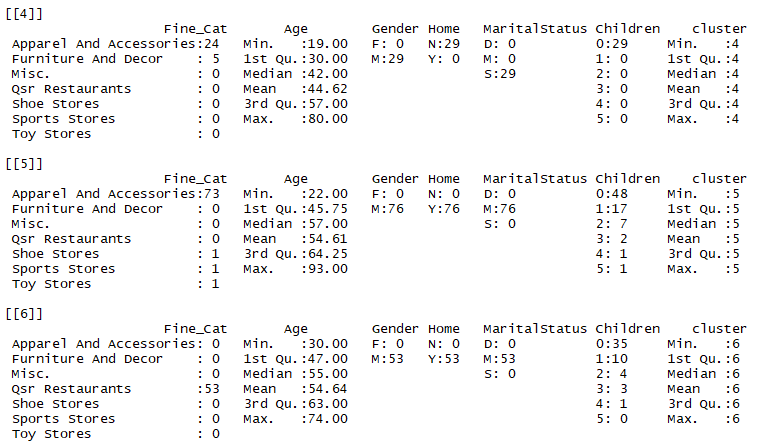 [[4]]
                    Fine_Cat       Age        Gender Home   MaritalStatus Children    cluster 
 Apparel And Accessories:24   Min.   :19.00   F: 0   N:29   D: 0          0:29     Min.   :4  
 Furniture And Decor    : 5   1st Qu.:30.00   M:29   Y: 0   M: 0          1: 0     1st Qu.:4  
 Misc.                  : 0   Median :42.00                 S:29          2: 0     Median :4  
 Qsr Restaurants        : 0   Mean   :44.62                               3: 0     Mean   :4  
 Shoe Stores            : 0   3rd Qu.:57.00                               4: 0     3rd Qu.:4  
 Sports Stores          : 0   Max.   :80.00                               5: 0     Max.   :4  
 Toy Stores             : 0
[[5]]
                    Fine_Cat       Age        Gender Home   MaritalStatus Children    cluster 
 Apparel And Accessories:73   Min.   :22.00   F: 0   N: 0   D: 0          0:48     Min.   :5  
 Furniture And Decor    : 0   1st Qu.:45.75   M:76   Y:76   M:76          1:17     1st Qu.:5  
 Misc.                  : 0   Median :57.00                 S: 0          2: 7     Median :5  
 Qsr Restaurants        : 0   Mean   :54.61                               3: 2     Mean   :5  
 Shoe Stores            : 1   3rd Qu.:64.25                               4: 1     3rd Qu.:5  
 Sports Stores          : 1   Max.   :93.00                               5: 1     Max.   :5  
 Toy Stores             : 1
[[6]]
                    Fine_Cat       Age        Gender Home   MaritalStatus Children    cluster 
 Apparel And Accessories: 0   Min.   :30.00   F: 0   N: 0   D: 0          0:35     Min.   :6  
 Furniture And Decor    : 0   1st Qu.:47.00   M:53   Y:53   M:53          1:10     1st Qu.:6  
 Misc.                  : 0   Median :55.00                 S: 0          2: 4     Median :6  
 Qsr Restaurants        :53   Mean   :54.64                               3: 3     Mean   :6  
 Shoe Stores            : 0   3rd Qu.:63.00                               4: 1     3rd Qu.:6  
 Sports Stores          : 0   Max.   :74.00                               5: 0     Max.   :6  
 Toy Stores             : 0